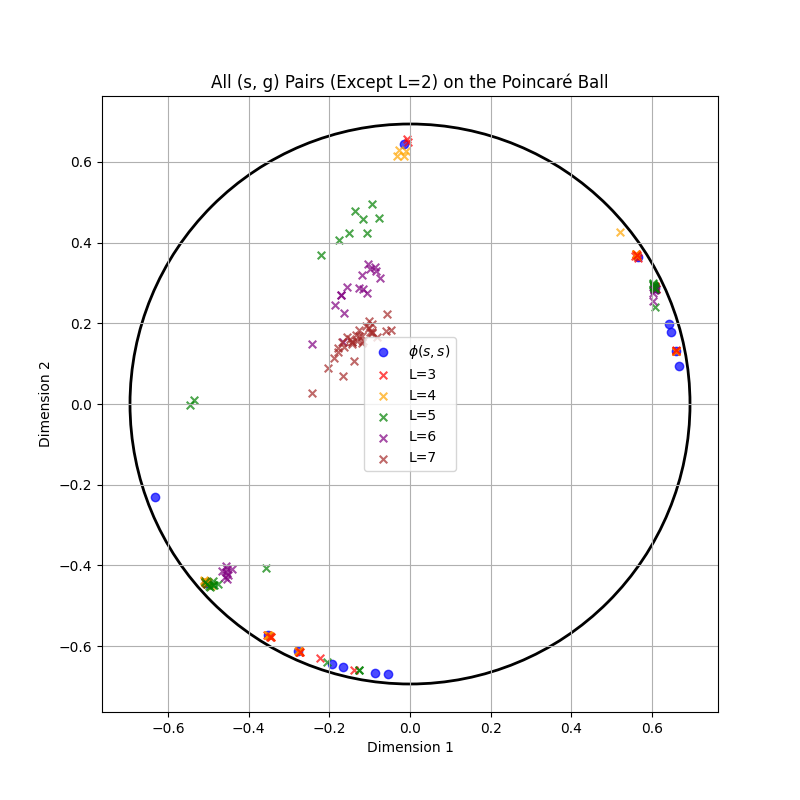 All (s, g) Pairs (Except L=2) on the Poincaré Ball
0.6
0.4
0.2
0.0
−0.2
−0.4
−0.6
Dimension 2
ϕ(s, s)
L=3
L=4
L=5
L=6
L=7
−0.6
−0.4
−0.2
0.0
0.2
0.4
0.6
Dimension 1